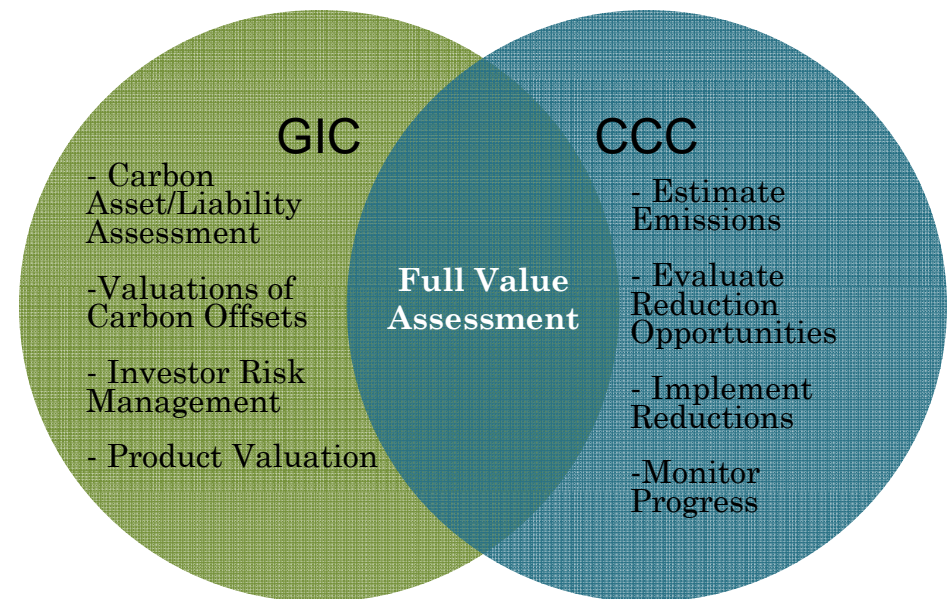 GIC
- Carbon
Asset/Liability
Assessment
-Valuations of
Carbon Offsets
- Investor Risk
Management
- Product Valuation
Full Value
Assessment
CCC
- Estimate
Emissions
- Evaluate
Reduction
Opportunities
- Implement
Reductions
-Monitor
Progress